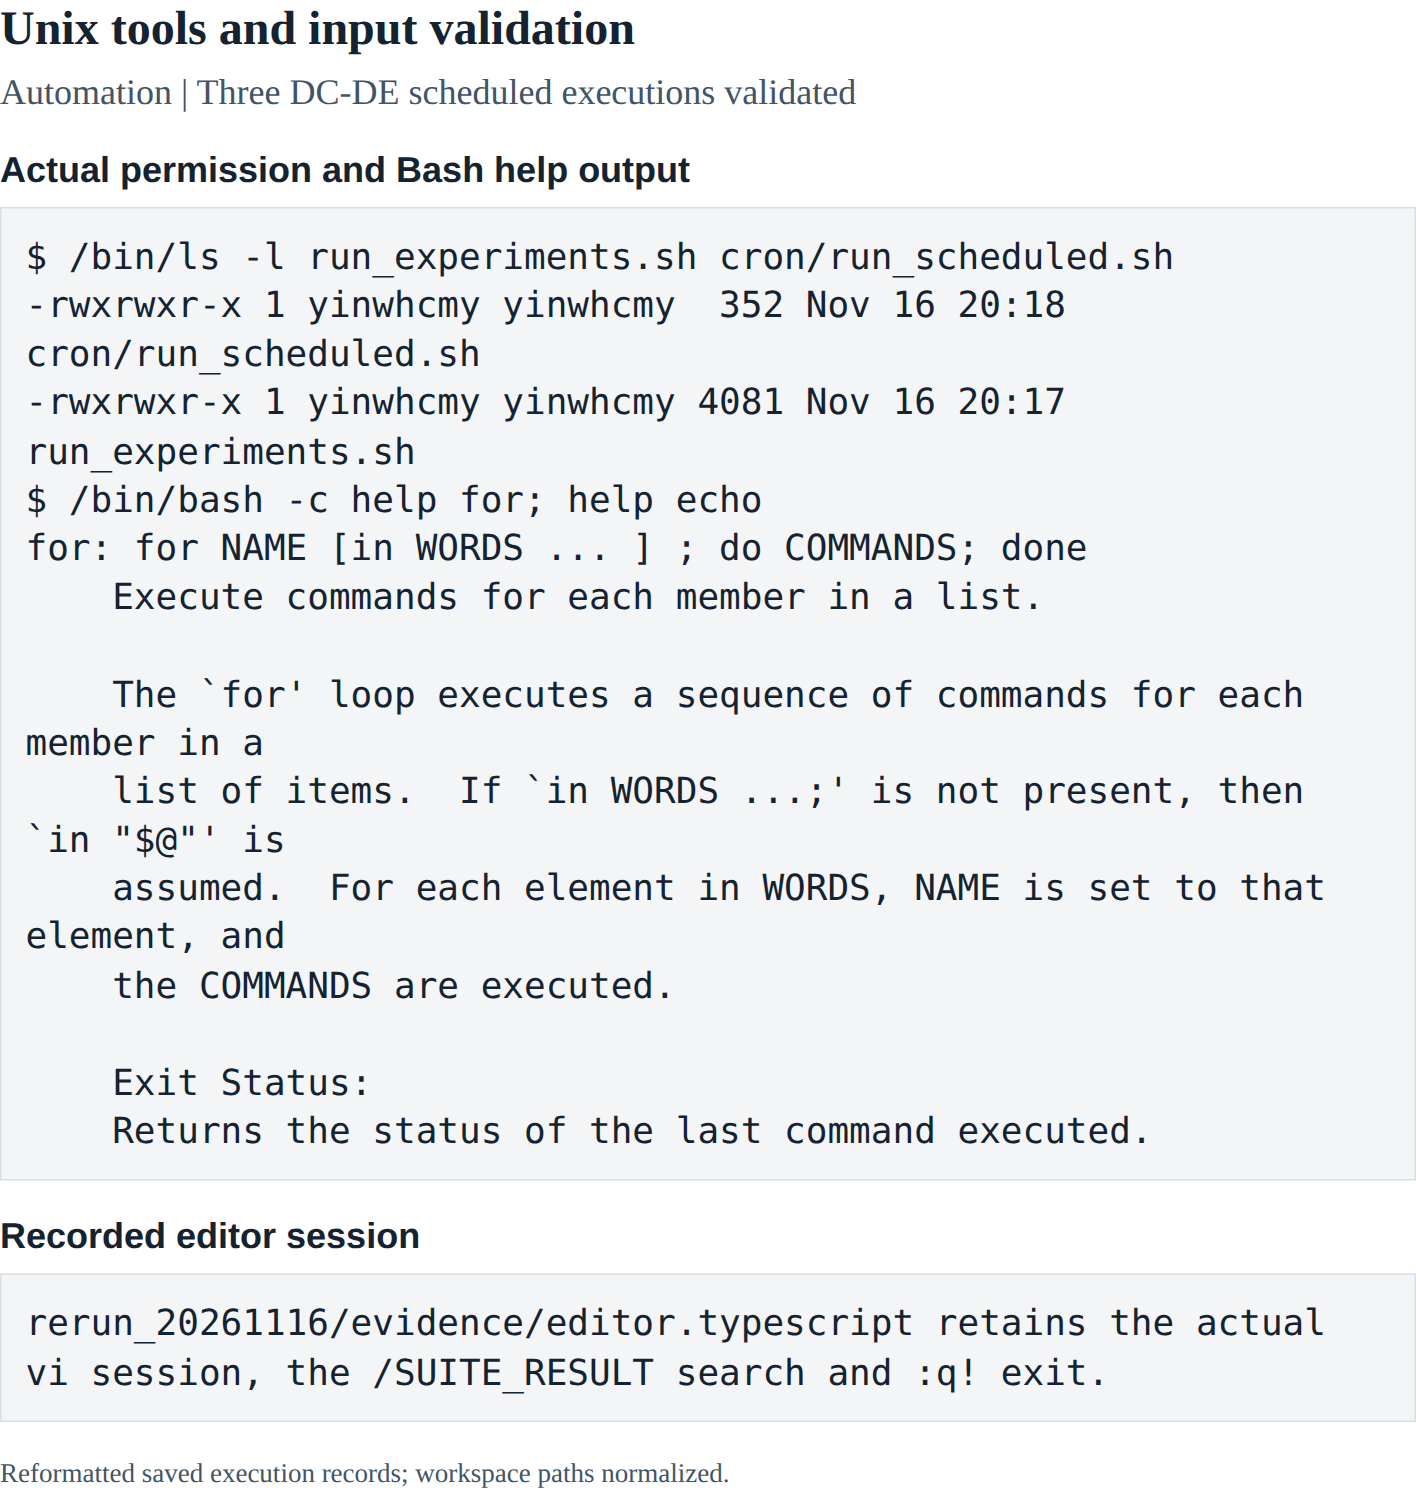 Unix tools and input validation
Automation | Three DC-DE scheduled executions validated
Actual permission and Bash help output
$ /bin/ls -l run_experiments.sh cron/run_scheduled.sh
-rwxrwxr-x 1 yinwhcmy yinwhcmy  352 Nov 16 20:18
cron/run_scheduled.sh
-rwxrwxr-x 1 yinwhcmy yinwhcmy 4081 Nov 16 20:17
run_experiments.sh
$ /bin/bash -c help for; help echo
for: for NAME [in WORDS ... ] ; do COMMANDS; done
    Execute commands for each member in a list.

    The `for' loop executes a sequence of commands for each
member in a
    list of items.  If `in WORDS ...;' is not present, then
`in "$@"' is
    assumed.  For each element in WORDS, NAME is set to that
element, and
    the COMMANDS are executed.

    Exit Status:
    Returns the status of the last command executed.
Recorded editor session
rerun_20261116/evidence/editor.typescript retains the actual
vi session, the /SUITE_RESULT search and :q! exit.
Reformatted saved execution records; workspace paths normalized.